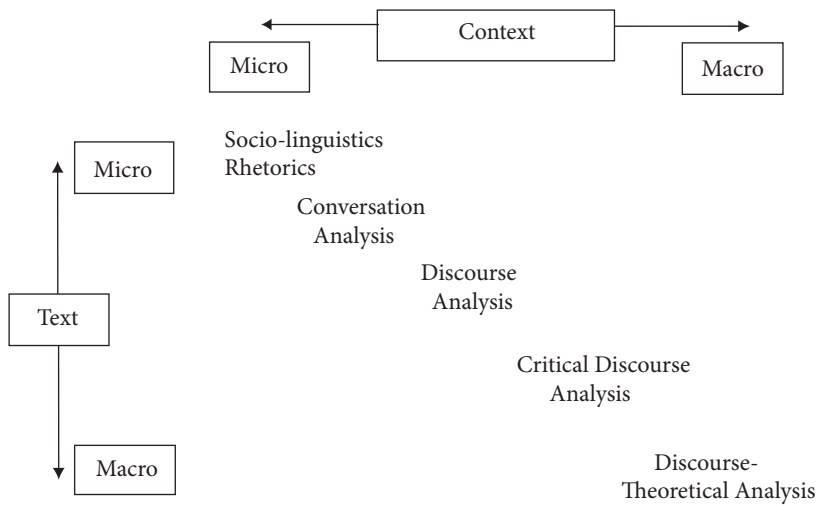 Context
Micro
Macro
Socio-linguistics
Rhetorics
Micro
Conversation
Analysis
Discourse
Analysis
Text
Critical Discourse
Analysis
Macro
Discourse-
Theoretical Analysis